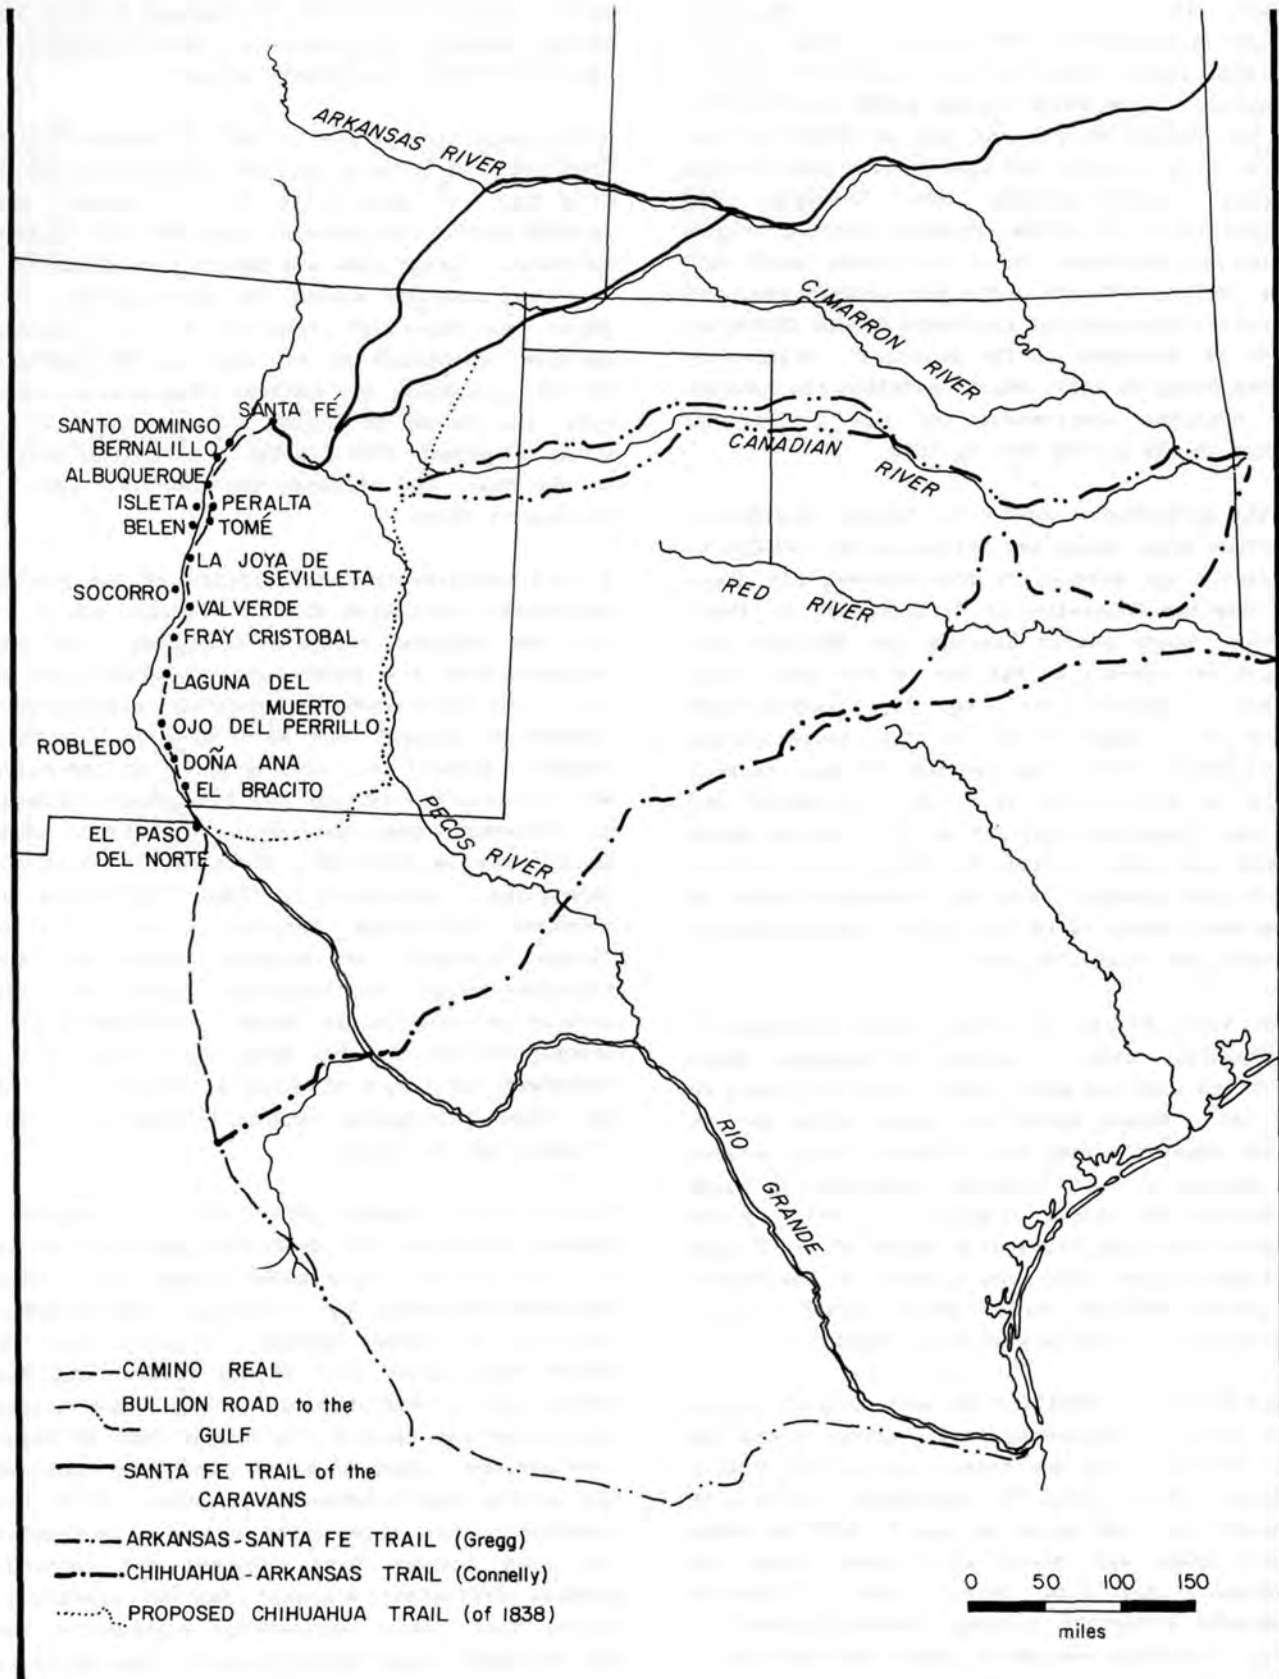 ARKANSAS RIVER
CIMARRON RIVER
SANTA FE
SANTO DOMINGO
BERNALILLO
ALBUQUERQUE
CANADIAN
RIVER
ISLETA
PERALTA
BELEN
TOMÉ
LA JOYA DE
SEVILLETA
SOCORRO
VALVERDE
RED RIVER
FRAY CRISTOBAL
LAGUNA DEL
MUERTO
OJO DEL PERRILLO
ROBLEDO
DOÑA ANA
EL BRACITO
EL PASO
DEL NORTE
PECOS RIVER
RIO
GRANDE
CAMINO REAL
BULLION ROAD to the
GULF
SANTA FE TRAIL of the
CARAVANS
ARKANSAS-SANTA FE TRAIL (Gregg)
CHIHUAHUA-ARKANSAS TRAIL (Connelly)
PROPOSED CHIHUAHUA TRAIL (of 1838)
0 50 100 150
miles